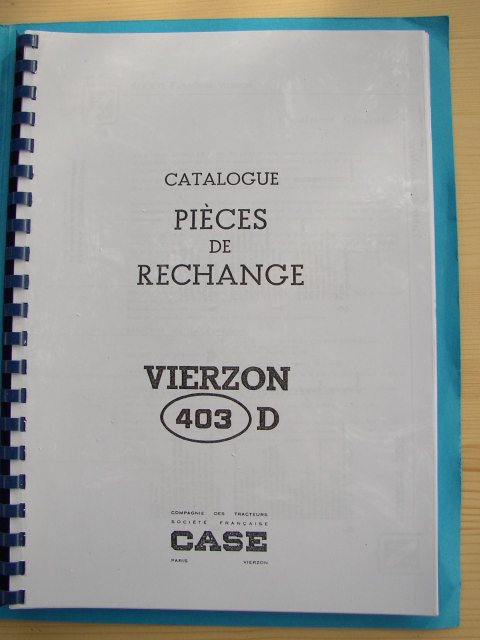 CATALOGUE
PIÈCES
DE
RECHANGE
VIERZON
403 D
COMPAGNIE DES TRACTEURS
SOCIÉTÉ FRANÇAISE
CASE
PARIS VIERZON